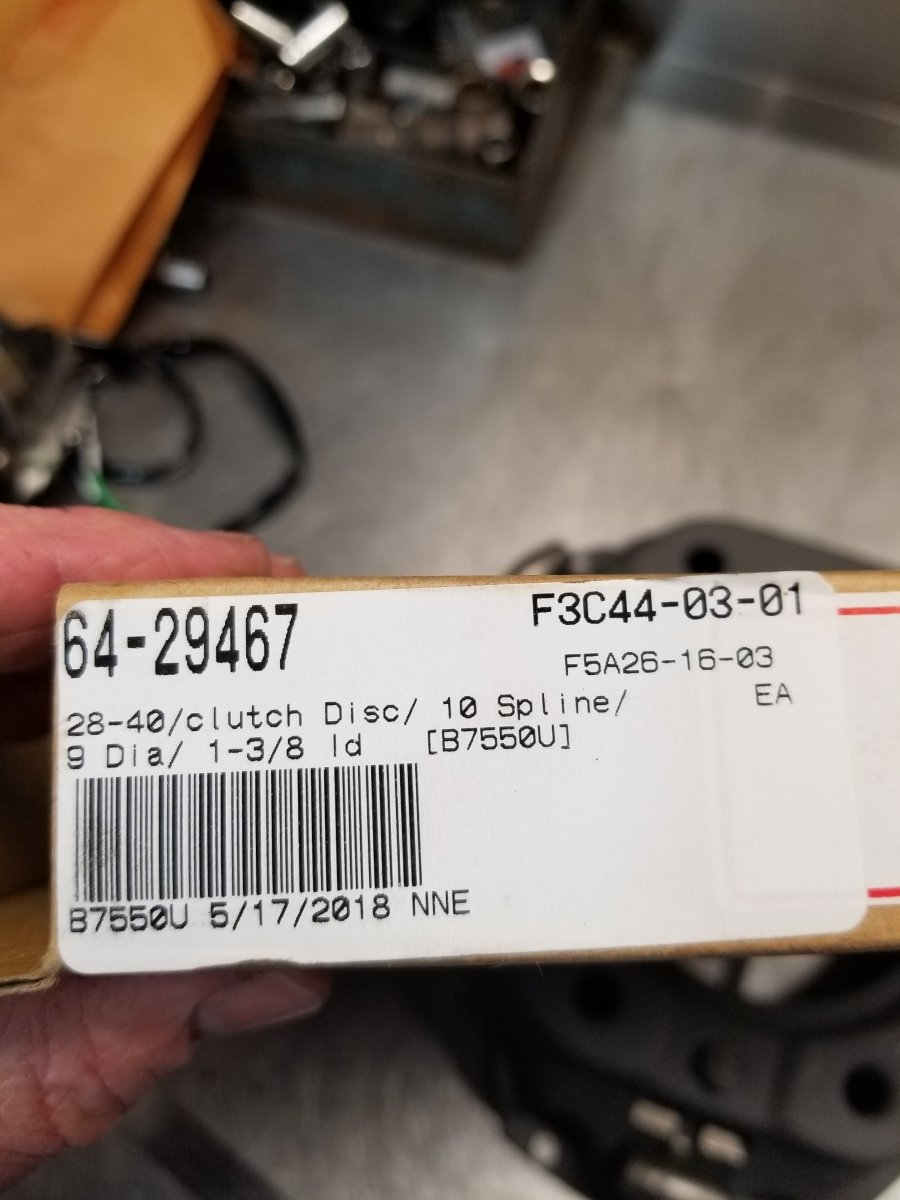 64-29467
F3C44-03-01
F5A26-16-03
28-40/clutch Disc/ 10 Spline/
EA
9 Dia/ 1-3/8 Id [B7550U]
B7550U 5/17/2018 NNE